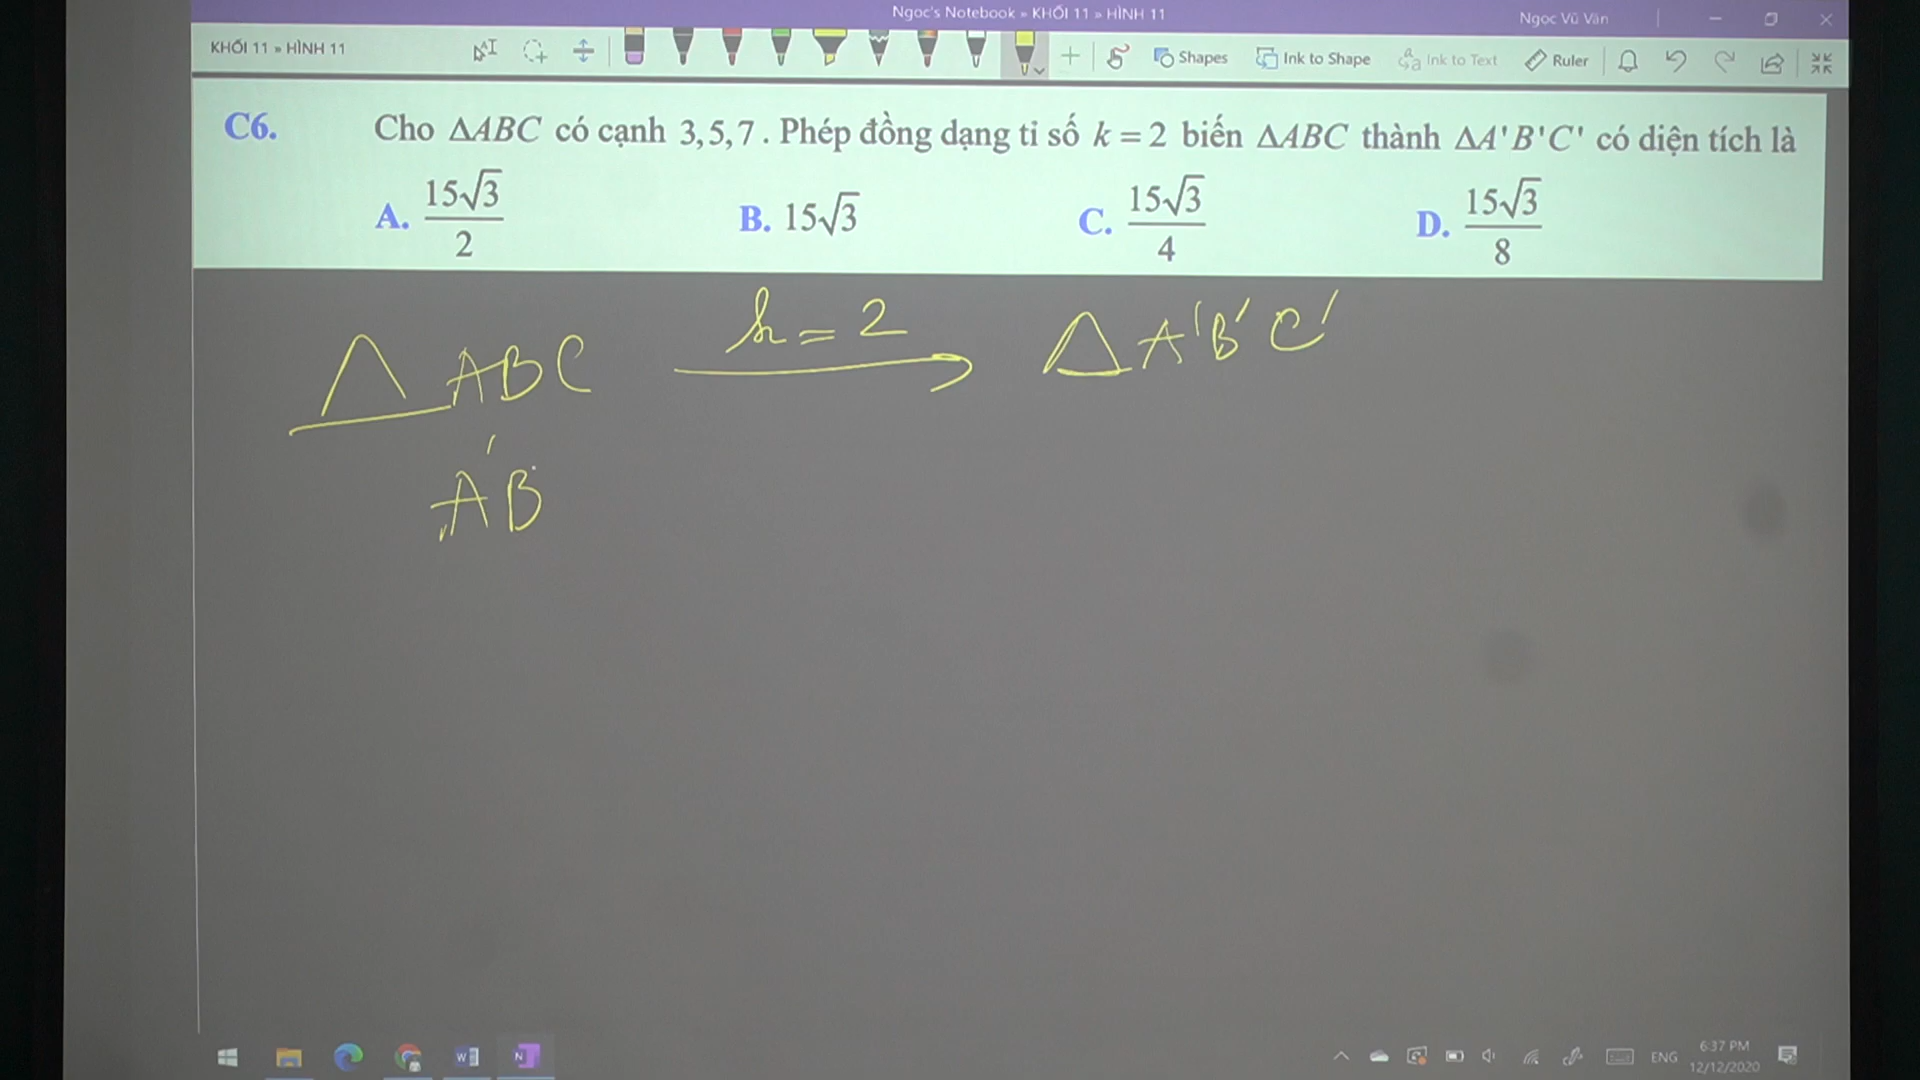 Ngoc's Notebook » KHỐI 11 » HÌNH 11
Ngoc Vũ Văn
KHỐI 11 » HÌNH 11
Shapes
Ink to Shape
Ink to Text
Ruler
C6. Cho ΔABC có cạnh 3,5,7. Phép đồng dạng tỉ số k = 2 biến ΔABC thành ΔA'B'C' có diện tích là
A. 15√3/2 B. 15√3 C. 15√3/4 D. 15√3/8
△ABC k = 2 → △A'B'C'
A'B
ENG
6:37 PM
12/12/2020